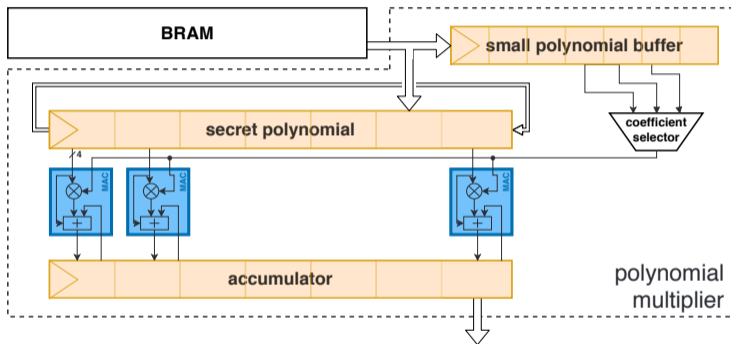 BRAM
small polynomial buffer
secret polynomial
coefficient
selector
4
MAC
MAC
MAC
accumulator
polynomial
multiplier